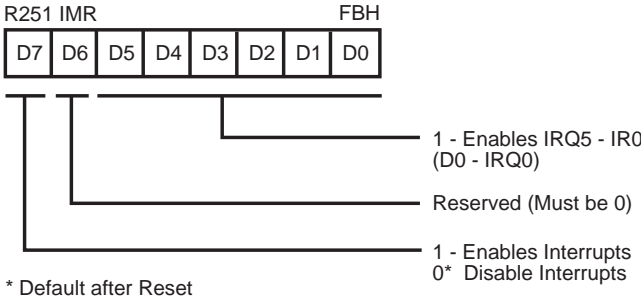 R251 IMR FBH
D7 D6 D5 D4 D3 D2 D1 D0
1 - Enables IRQ5 - IR0
(D0 - IRQ0)
Reserved (Must be 0)
1 - Enables Interrupts
0* Disable Interrupts
* Default after Reset